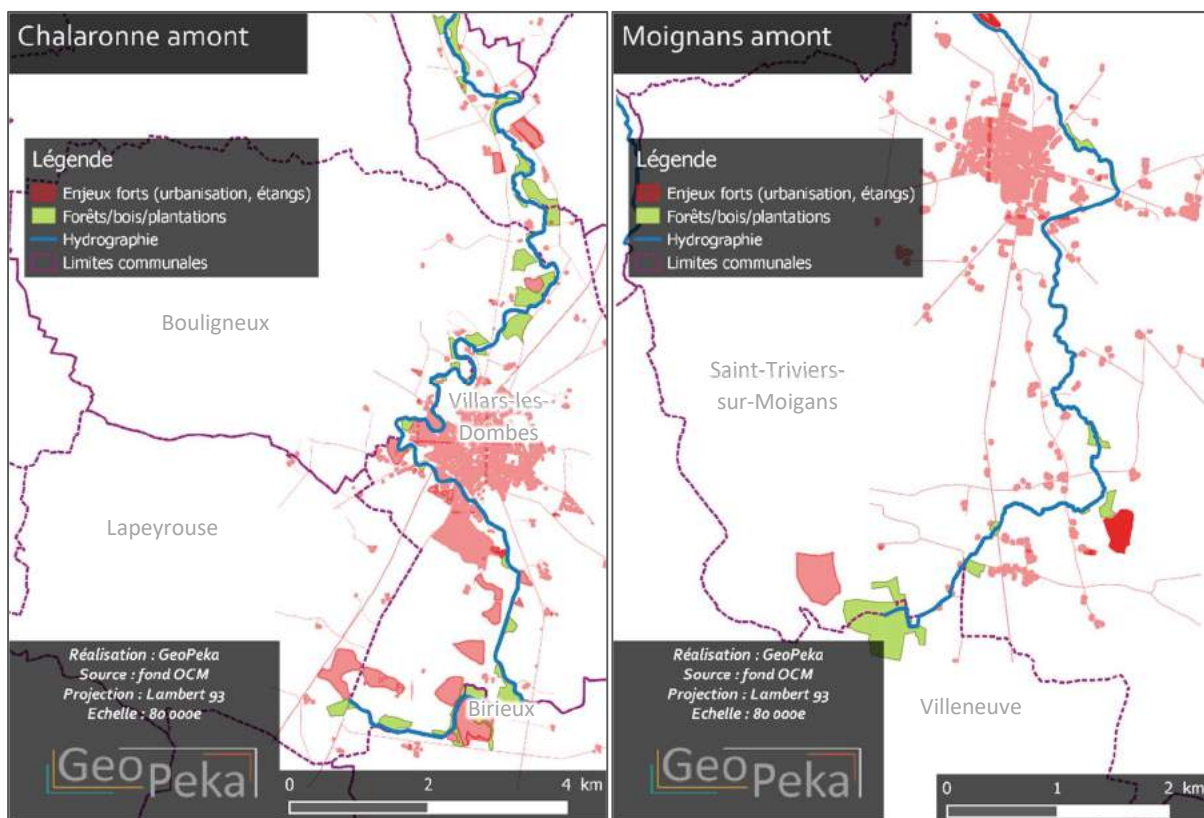 Chalaronne amont
Légende
Enjeux forts (urbanisation, étangs)
Forêts/bois/plantations
Hydrographie
Limites communales
Bouligneux
Villars-les-
Dombes
Lapeyrouse
Birieux
Réalisation : GeoPeka
Source : fond OCM
Projection : Lambert 93
Echelle : 80 000e
GeoPeka
0 2 4 km
Moignans amont
Légende
Enjeux forts (urbanisation, étangs)
Forêts/bois/plantations
Hydrographie
Limites communales
Saint-Triviers-
sur-Moigans
Villeneuve
Réalisation : GeoPeka
Source : fond OCM
Projection : Lambert 93
Echelle : 80 000e
GeoPeka
0 1 2 km